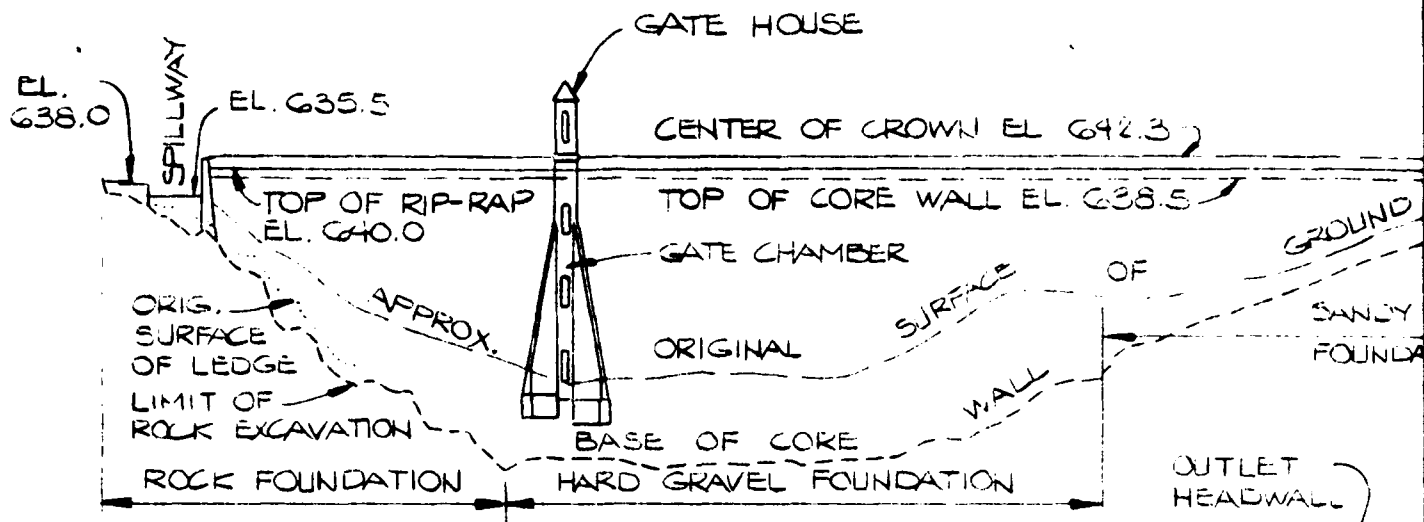 GATE HOUSE
EL.
638.0
SPILLWAY
EL. 635.5
CENTER OF CROWN EL 642.3
TOP OF RIP-RAP
EL. 640.0
TOP OF CORE WALL EL. 638.5
GATE CHAMBER
APPROX. ORIGINAL SURFACE OF GROUND
ORIG.
SURFACE
OF LEDGE
SANDY
FOUNDA
LIMIT OF
ROCK EXCAVATION
BASE OF CORE WALL
ROCK FOUNDATION
HARD GRAVEL FOUNDATION
OUTLET
HEADWALL